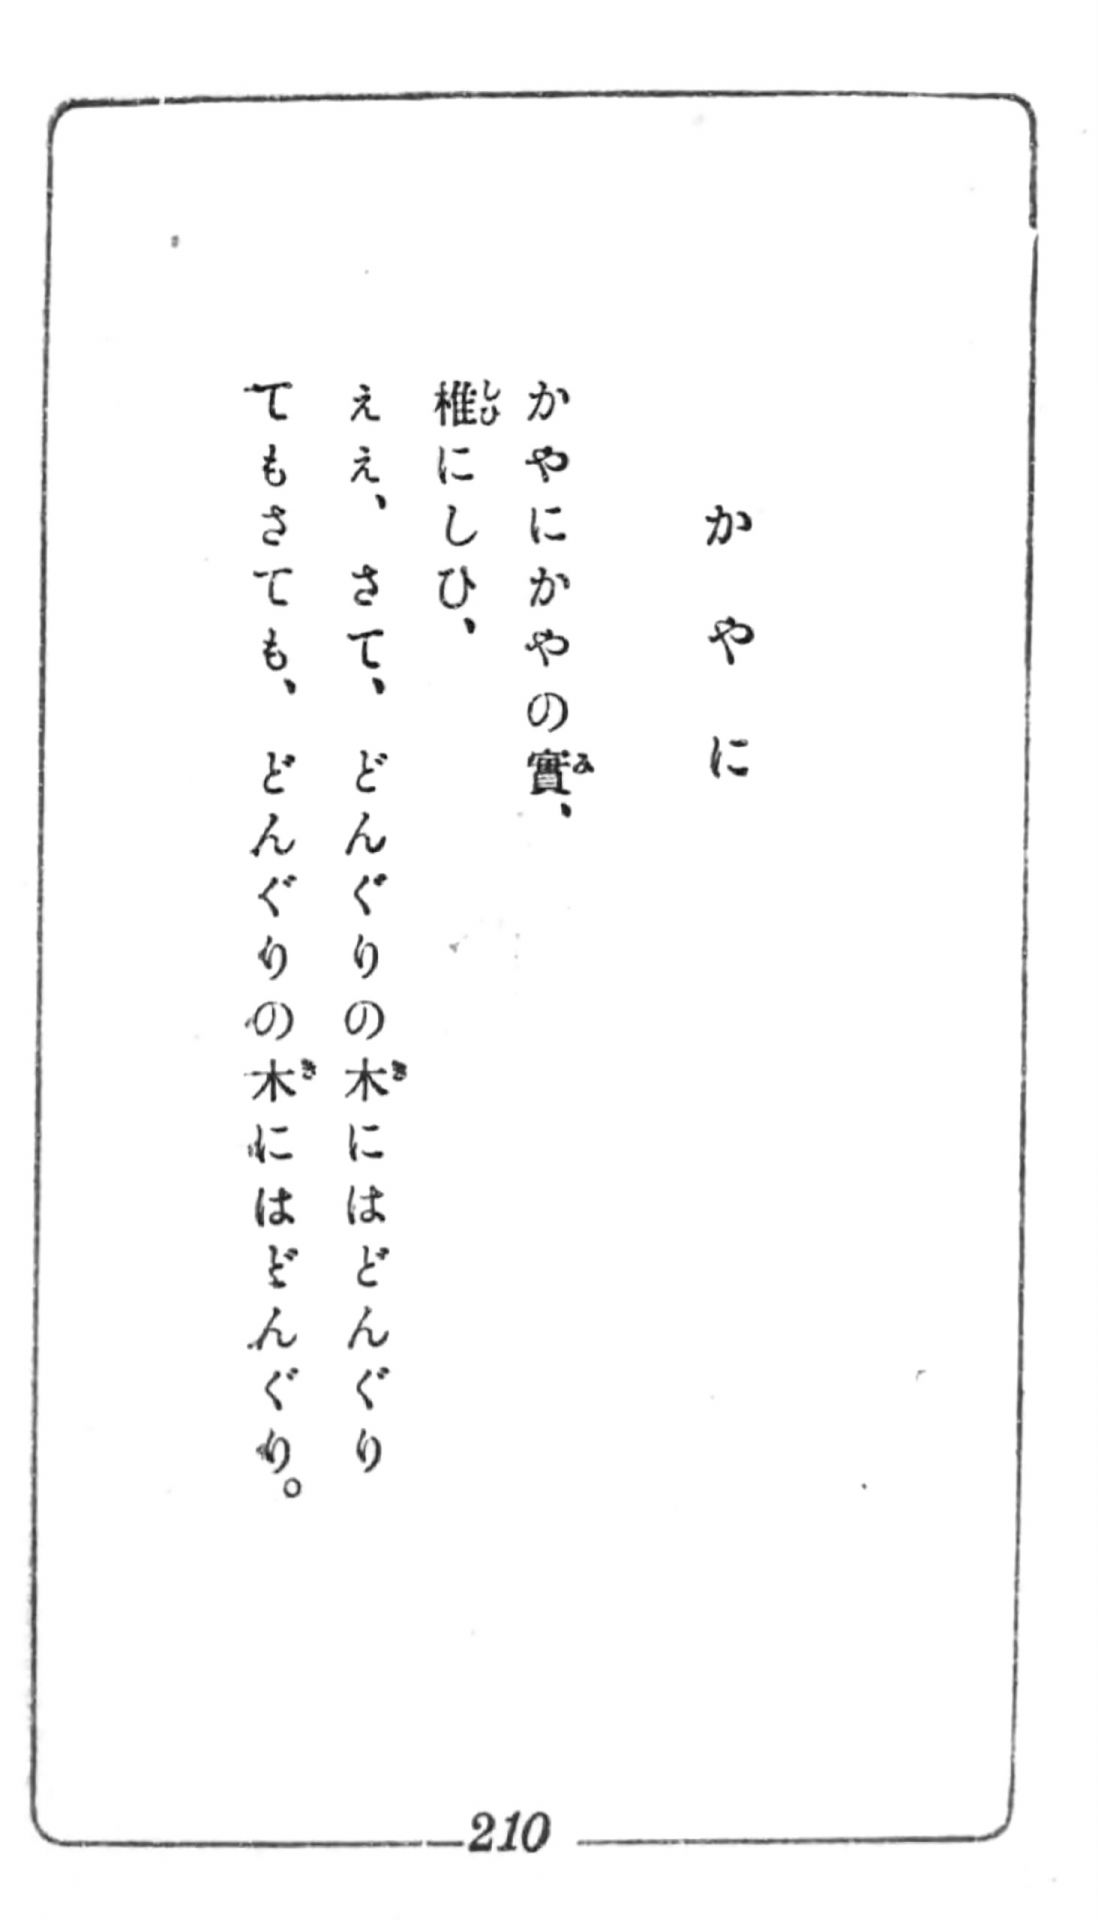 かやに
かやにかやの實、
椎にしひ、
ええ、さて、どんぐりの木にはどんぐり
てもさても、どんぐりの木にはどんぐり。
210